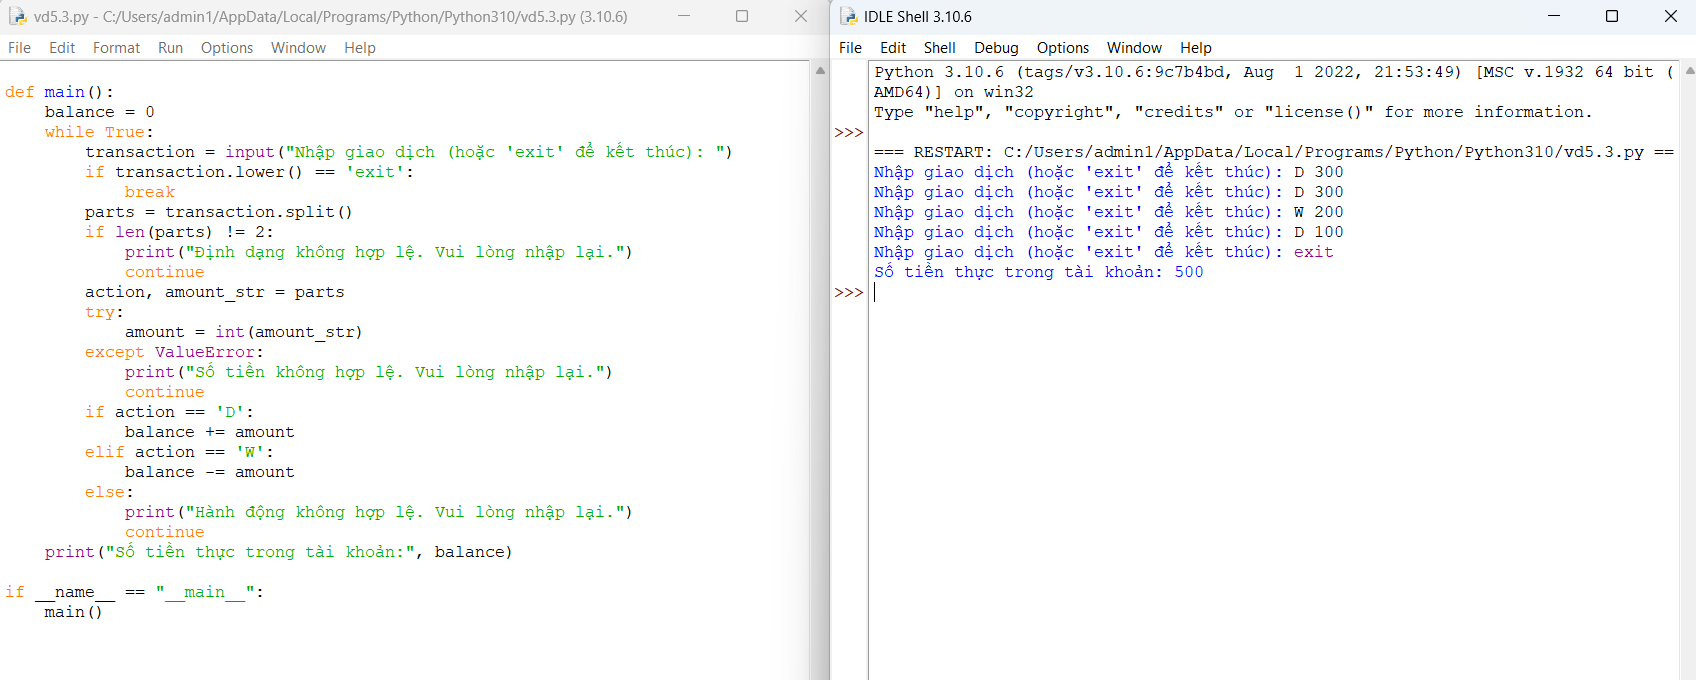 vd5.3.py - C:/Users/admin1/AppData/Local/Programs/Python/Python310/vd5.3.py (3.10.6)
File Edit Format Run Options Window Help
def main():
    balance = 0
    while True:
        transaction = input("Nhập giao dịch (hoặc 'exit' để kết thúc): ")
        if transaction.lower() == 'exit':
            break
        parts = transaction.split()
        if len(parts) != 2:
            print("Định dạng không hợp lệ. Vui lòng nhập lại.")
            continue
        action, amount_str = parts
        try:
            amount = int(amount_str)
        except ValueError:
            print("Số tiền không hợp lệ. Vui lòng nhập lại.")
            continue
        if action == 'D':
            balance += amount
        elif action == 'W':
            balance -= amount
        else:
            print("Hành động không hợp lệ. Vui lòng nhập lại.")
            continue
    print("Số tiền thực trong tài khoản:", balance)
if __name__ == "__main__":
    main()
IDLE Shell 3.10.6
File Edit Shell Debug Options Window Help
Python 3.10.6 (tags/v3.10.6:9c7b4bd, Aug  1 2022, 21:53:49) [MSC v.1932 64 bit (
AMD64)] on win32
Type "help", "copyright", "credits" or "license()" for more information.
>>>
=== RESTART: C:/Users/admin1/AppData/Local/Programs/Python/Python310/vd5.3.py ==
Nhập giao dịch (hoặc 'exit' để kết thúc): D 300
Nhập giao dịch (hoặc 'exit' để kết thúc): D 300
Nhập giao dịch (hoặc 'exit' để kết thúc): W 200
Nhập giao dịch (hoặc 'exit' để kết thúc): D 100
Nhập giao dịch (hoặc 'exit' để kết thúc): exit
Số tiền thực trong tài khoản: 500
>>>